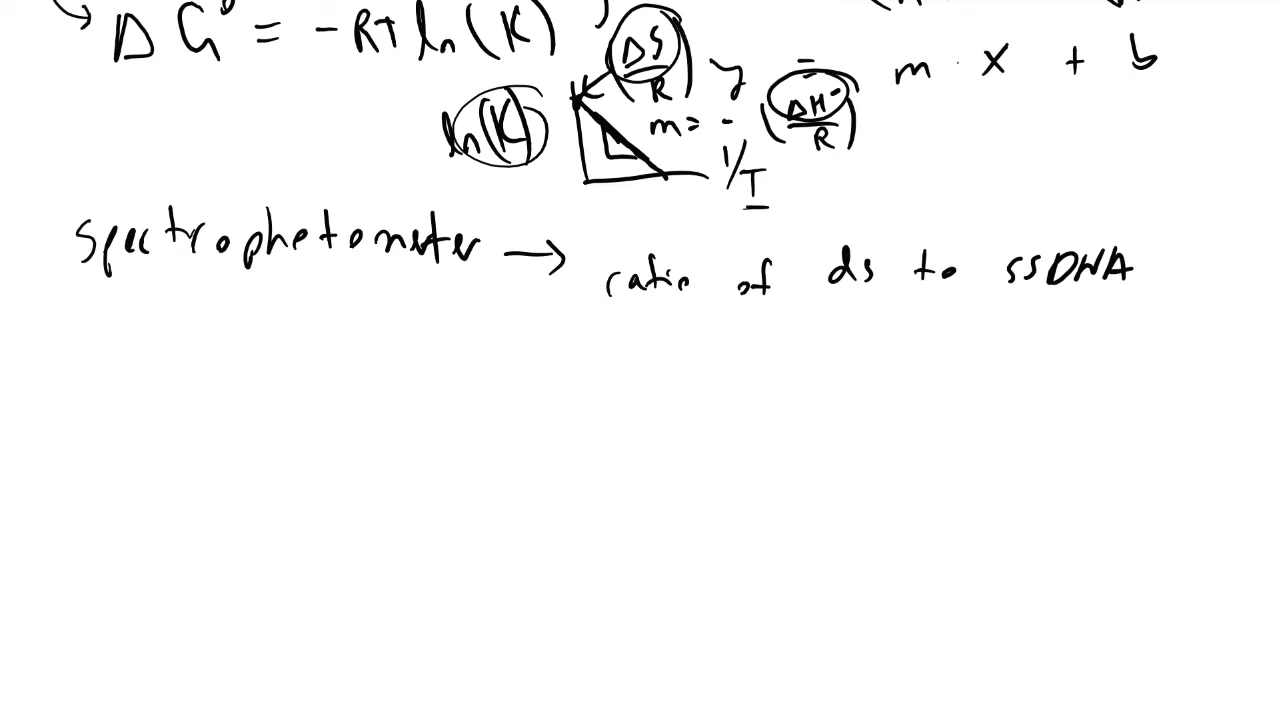 ΔG° = -RT ln(K)
(ΔS/R) y m x + b
ln(K) m = - (ΔH/R)
1/T
spectrophotometer → ratio of ds to ssDNA